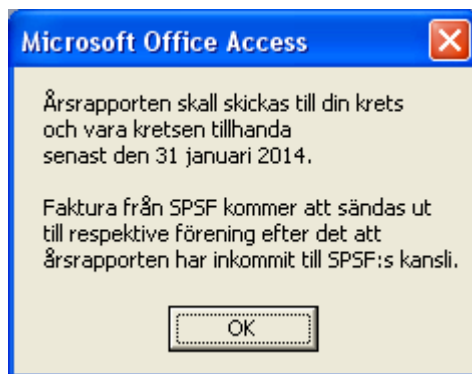 Microsoft Office Access
Årsrapporten skall skickas till din krets
och vara kretsen tillhanda
senast den 31 januari 2014.
Faktura från SPSF kommer att sändas ut
till respektive förening efter det att
årsrapporten har inkommit till SPSF:s kansli.
OK